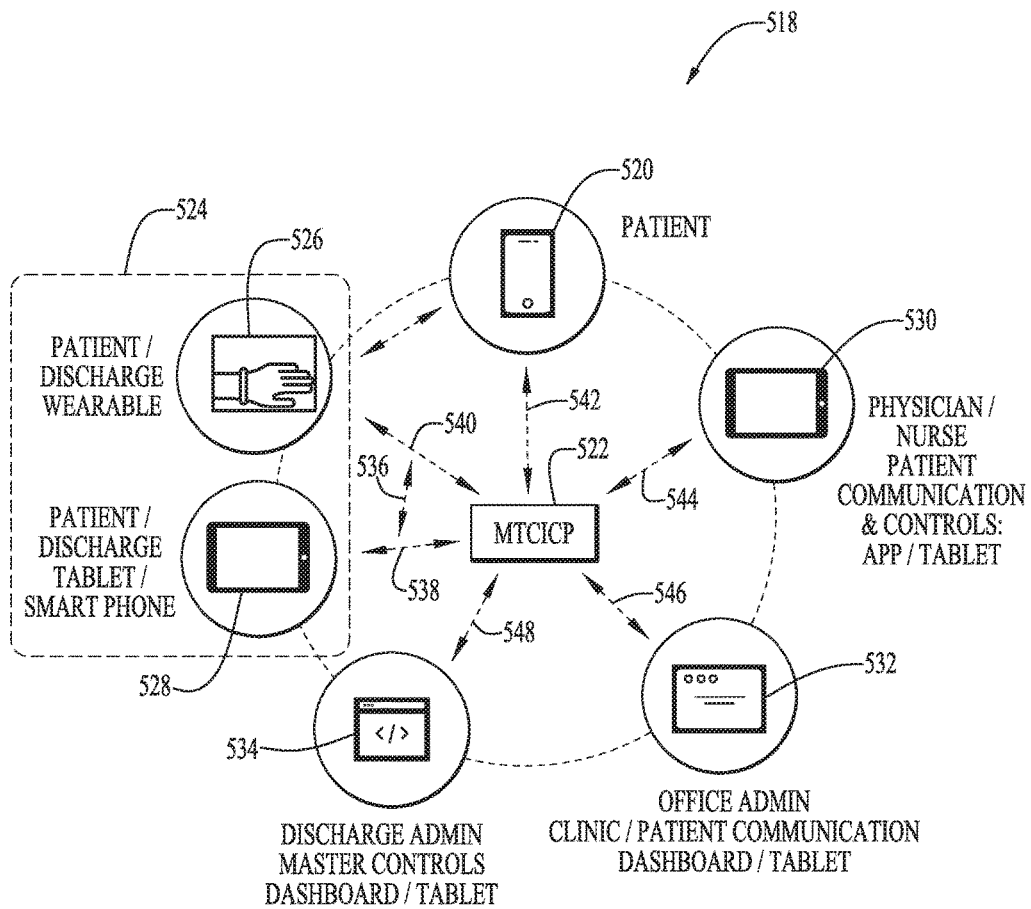 518
520
PATIENT
524
526
PATIENT /
DISCHARGE
WEARABLE
530
PHYSICIAN /
NURSE
PATIENT
COMMUNICATION
& CONTROLS:
APP / TABLET
542
540
536
522
544
MTCICP
PATIENT /
DISCHARGE
TABLET /
SMART PHONE
538
546
548
528
532
534
</>
OFFICE ADMIN
CLINIC / PATIENT COMMUNICATION
DASHBOARD / TABLET
DISCHARGE ADMIN
MASTER CONTROLS
DASHBOARD / TABLET